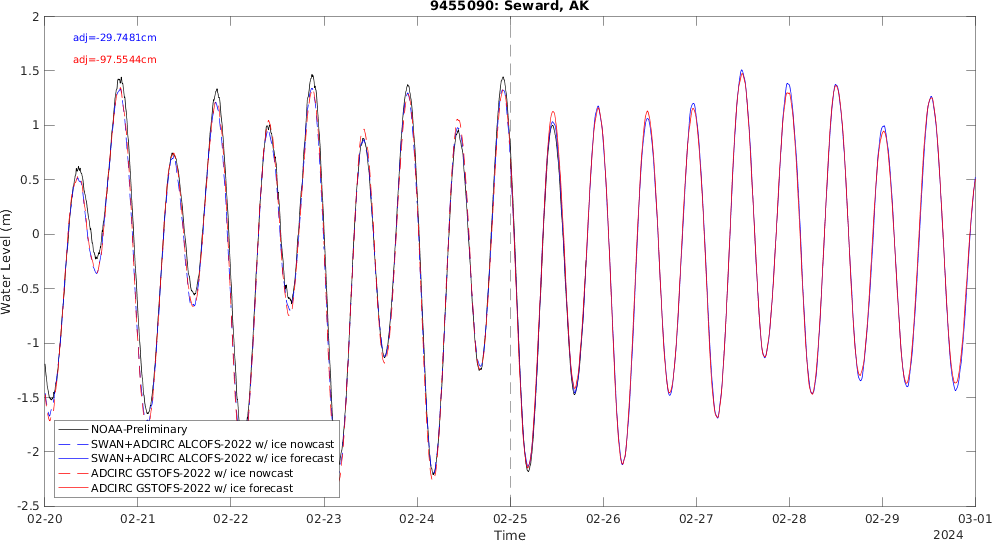 9455090: Seward, AK
adj=-29.7481cm
adj=-97.5544cm
Water Level (m)
2
1.5
1
0.5
0
-0.5
-1
-1.5
-2
-2.5
NOAA-Preliminary
SWAN+ADCIRC ALCOFS-2022 w/ ice nowcast
SWAN+ADCIRC ALCOFS-2022 w/ ice forecast
ADCIRC GSTOFS-2022 w/ ice nowcast
ADCIRC GSTOFS-2022 w/ ice forecast
02-20 02-21 02-22 02-23 02-24 02-25 02-26 02-27 02-28 02-29 03-01
Time
2024